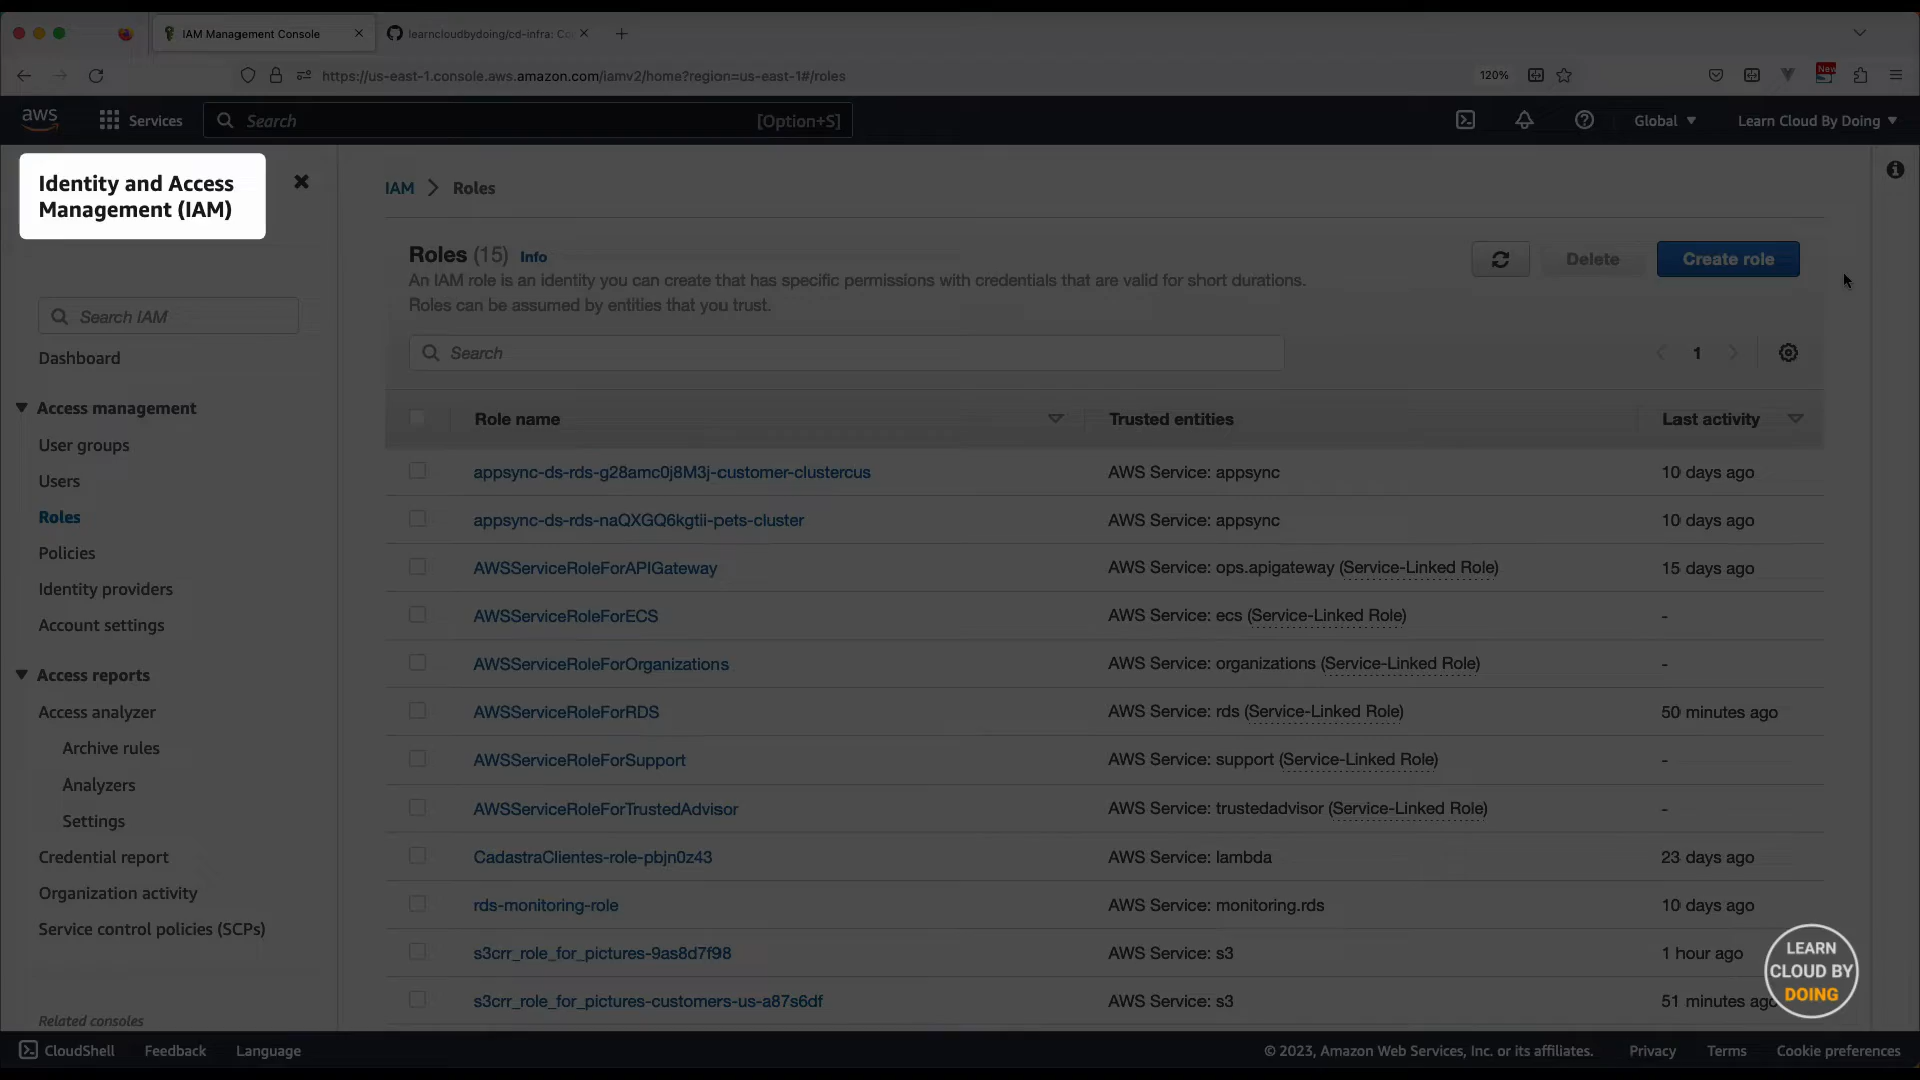 IAM Management Console
learncloudbydoing/cd-infra: Co
https://us-east-1.console.aws.amazon.com/iamv2/home?region=us-east-1#/roles
120%
New
aws
Services
Search
[Option+S]
Global
Learn Cloud By Doing
Identity and Access
Management (IAM)
Search IAM
Dashboard
Access management
User groups
Users
Roles
Policies
Identity providers
Account settings
Access reports
Access analyzer
Archive rules
Analyzers
Settings
Credential report
Organization activity
Service control policies (SCPs)
Related consoles
IAM > Roles
Roles (15) Info
An IAM role is an identity you can create that has specific permissions with credentials that are valid for short durations.
Roles can be assumed by entities that you trust.
Delete
Create role
Search
1
Role name Trusted entities Last activity
appsync-ds-rds-g28amc0j8M3j-customer-clustercus AWS Service: appsync 10 days ago
appsync-ds-rds-naQXGQ6kgtii-pets-cluster AWS Service: appsync 10 days ago
AWSServiceRoleForAPIGateway AWS Service: ops.apigateway (Service-Linked Role) 15 days ago
AWSServiceRoleForECS AWS Service: ecs (Service-Linked Role) -
AWSServiceRoleForOrganizations AWS Service: organizations (Service-Linked Role) -
AWSServiceRoleForRDS AWS Service: rds (Service-Linked Role) 50 minutes ago
AWSServiceRoleForSupport AWS Service: support (Service-Linked Role) -
AWSServiceRoleForTrustedAdvisor AWS Service: trustedadvisor (Service-Linked Role) -
CadastraClientes-role-pbjn0z43 AWS Service: lambda 23 days ago
rds-monitoring-role AWS Service: monitoring.rds 10 days ago
s3crr_role_for_pictures-9as8d7f98 AWS Service: s3 1 hour ago
s3crr_role_for_pictures-customers-us-a87s6df AWS Service: s3 51 minutes ago
LEARN
CLOUD BY
DOING
CloudShell
Feedback
Language
© 2023, Amazon Web Services, Inc. or its affiliates.
Privacy
Terms
Cookie preferences